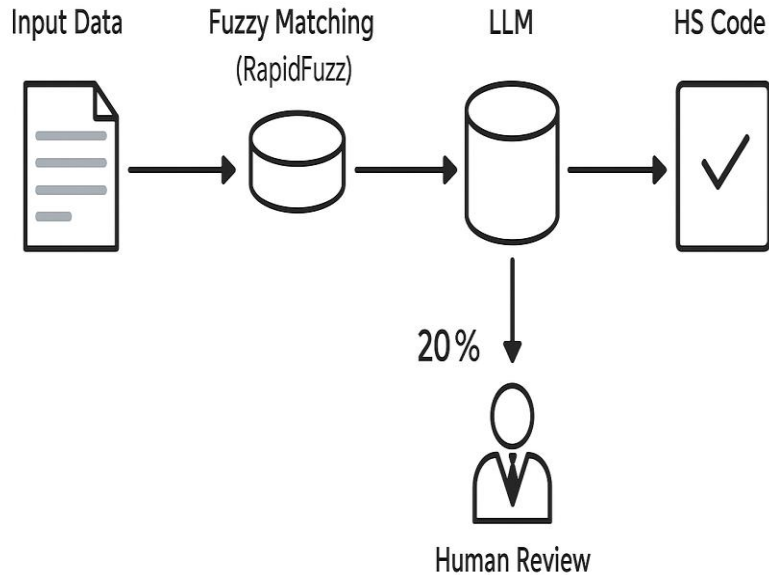 Input Data
Fuzzy Matching
(RapidFuzz)
LLM
HS Code
20%
Human Review